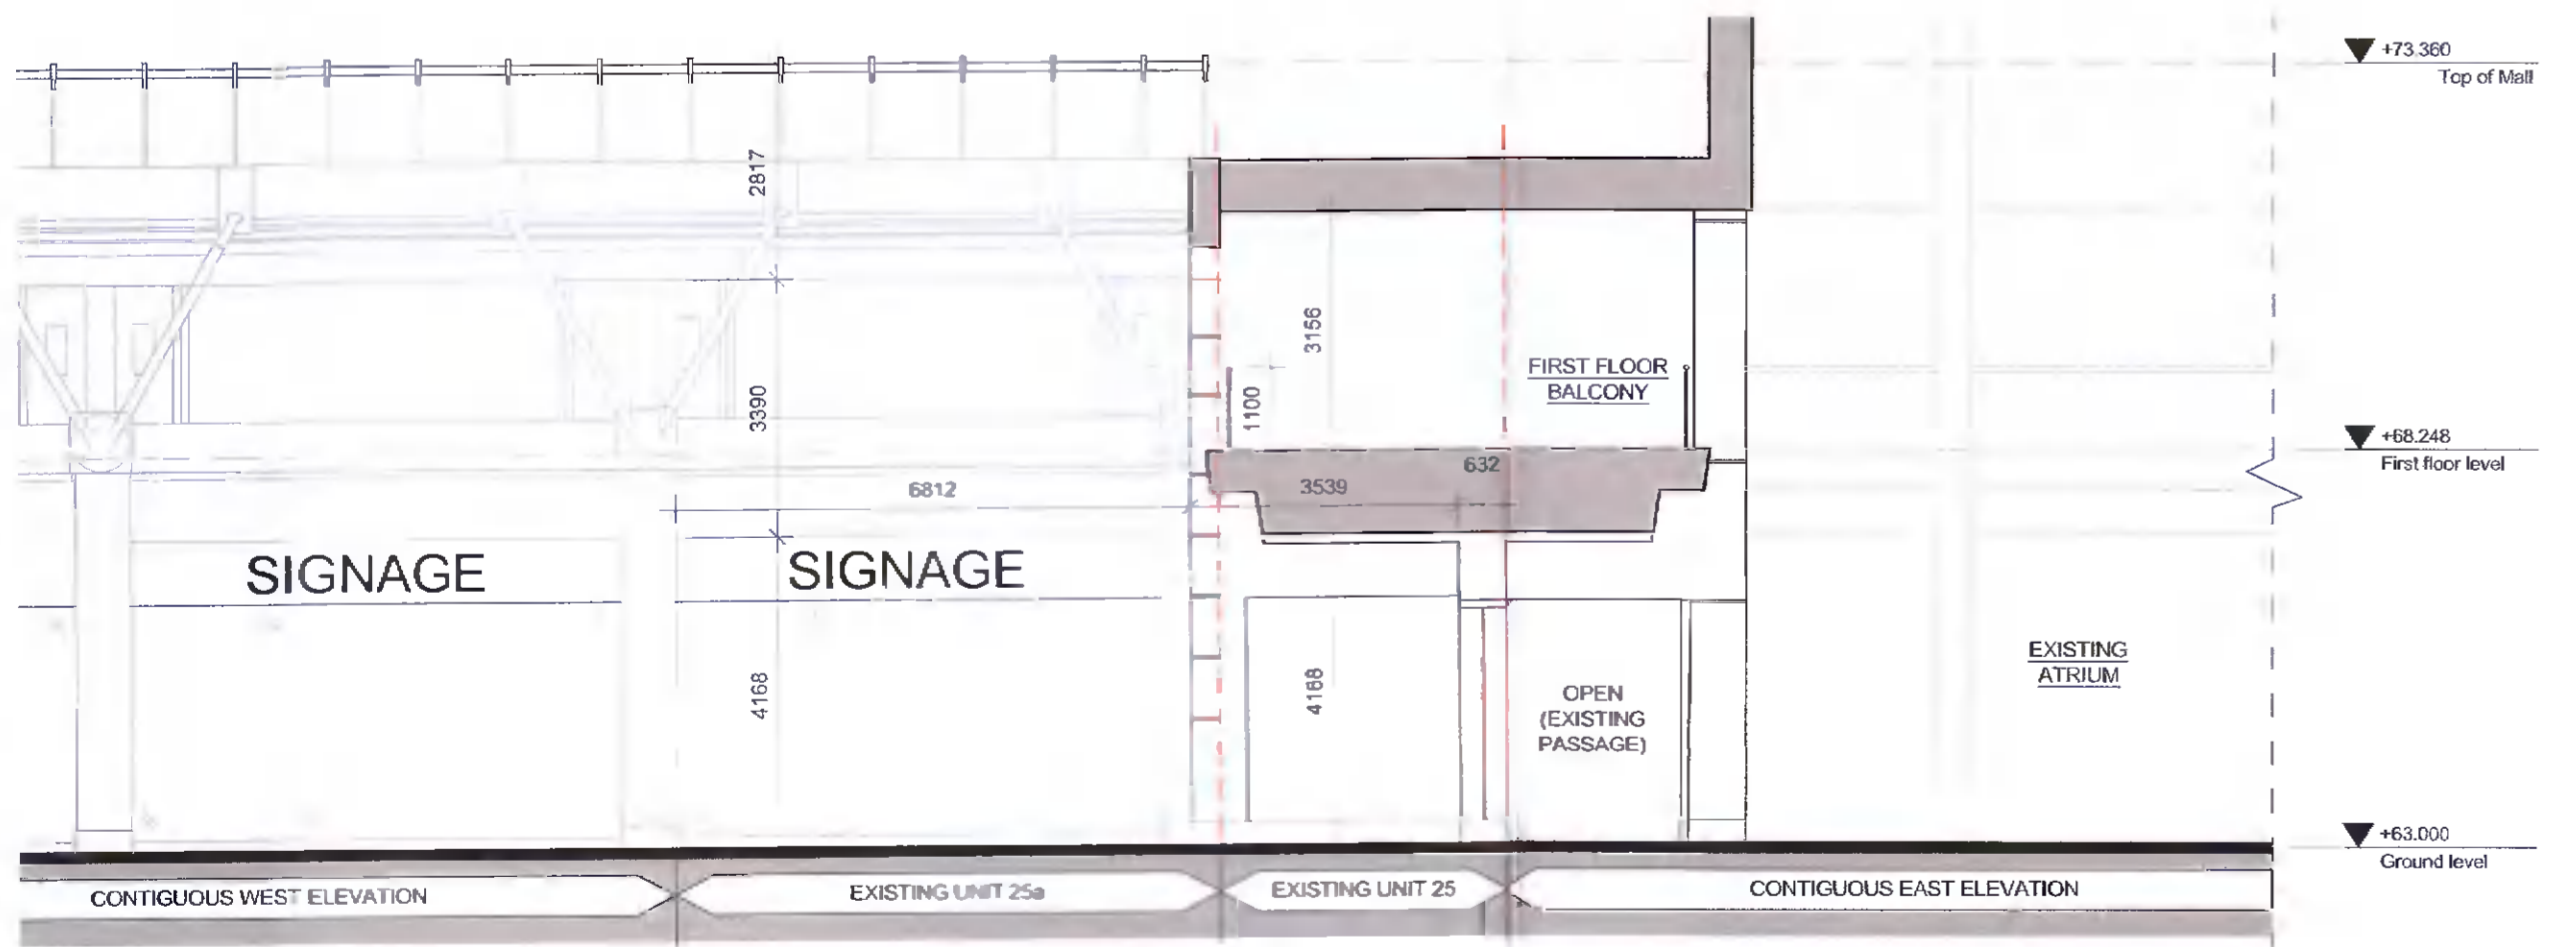 +73.360
Top of Mall
2817
3156
3390
1100
FIRST FLOOR
BALCONY
+68.248
First floor level
632
6812
3539
SIGNAGE
SIGNAGE
4168
4168
OPEN
(EXISTING
PASSAGE)
EXISTING
ATRIUM
+63.000
Ground level
CONTIGUOUS WEST ELEVATION
EXISTING UNIT 25a
EXISTING UNIT 25
CONTIGUOUS EAST ELEVATION